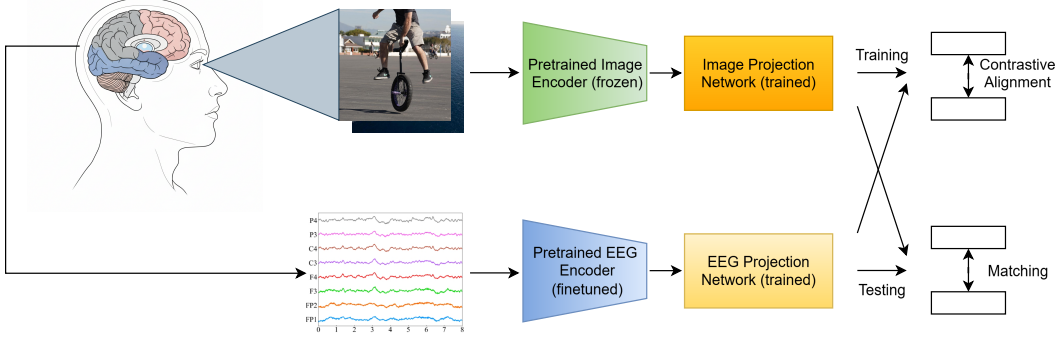 Pretrained Image
Encoder (frozen)
Image Projection
Network (trained)
Training
Contrastive
Alignment
P4
P3
C4
C3
F4
F3
FP2
FP1
0 1 2 3 4 5 6 7 8
Pretrained EEG
Encoder
(finetuned)
EEG Projection
Network (trained)
Testing
Matching